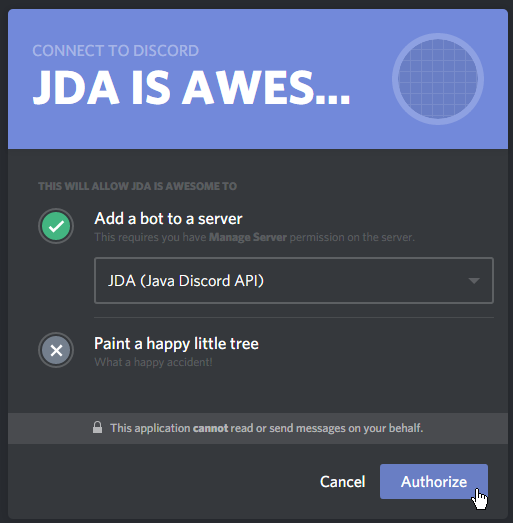 CONNECT TO DISCORD
JDA IS AWES...
THIS WILL ALLOW JDA IS AWESOME TO
Add a bot to a server
This requires you have Manage Server permission on the server.
JDA (Java Discord API)
Paint a happy little tree
What a happy accident!
This application cannot read or send messages on your behalf.
Cancel
Authorize